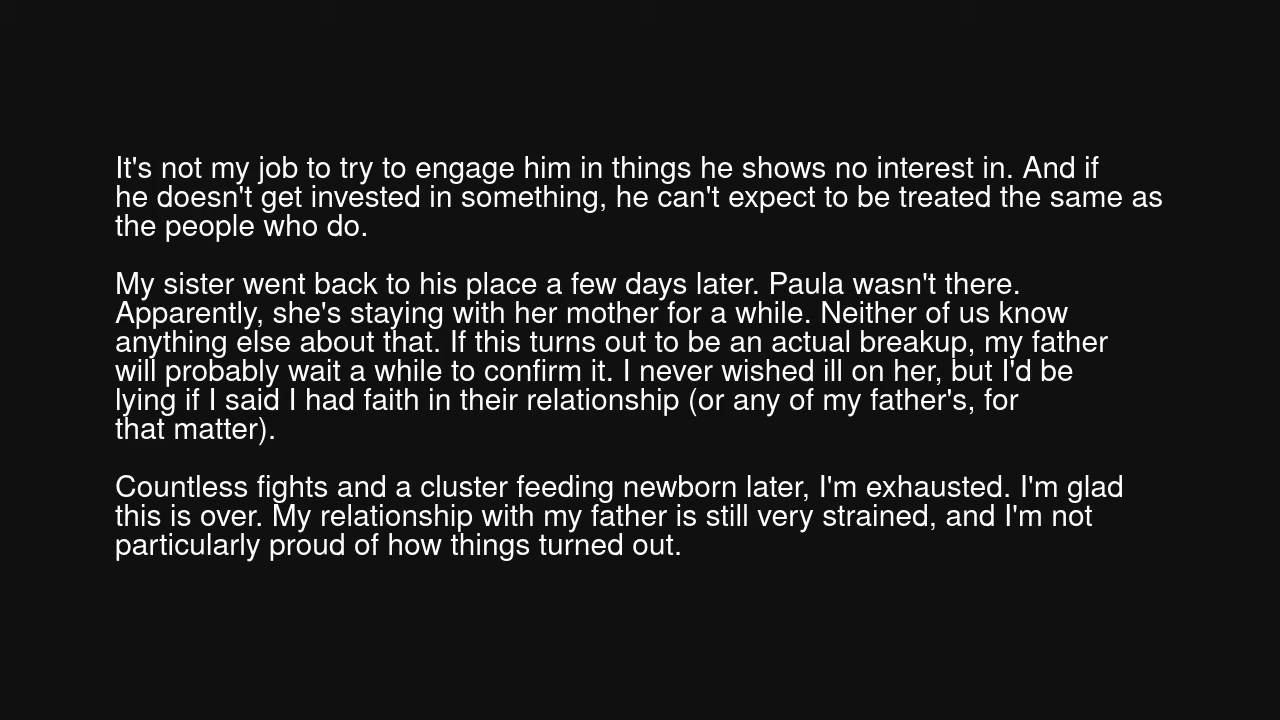 It's not my job to try to engage him in things he shows no interest in. And if
he doesn't get invested in something, he can't expect to be treated the same as
the people who do.
My sister went back to his place a few days later. Paula wasn't there.
Apparently, she's staying with her mother for a while. Neither of us know
anything else about that. If this turns out to be an actual breakup, my father
will probably wait a while to confirm it. I never wished ill on her, but I'd be
lying if I said I had faith in their relationship (or any of my father's, for
that matter).
Countless fights and a cluster feeding newborn later, I'm exhausted. I'm glad
this is over. My relationship with my father is still very strained, and I'm not
particularly proud of how things turned out.